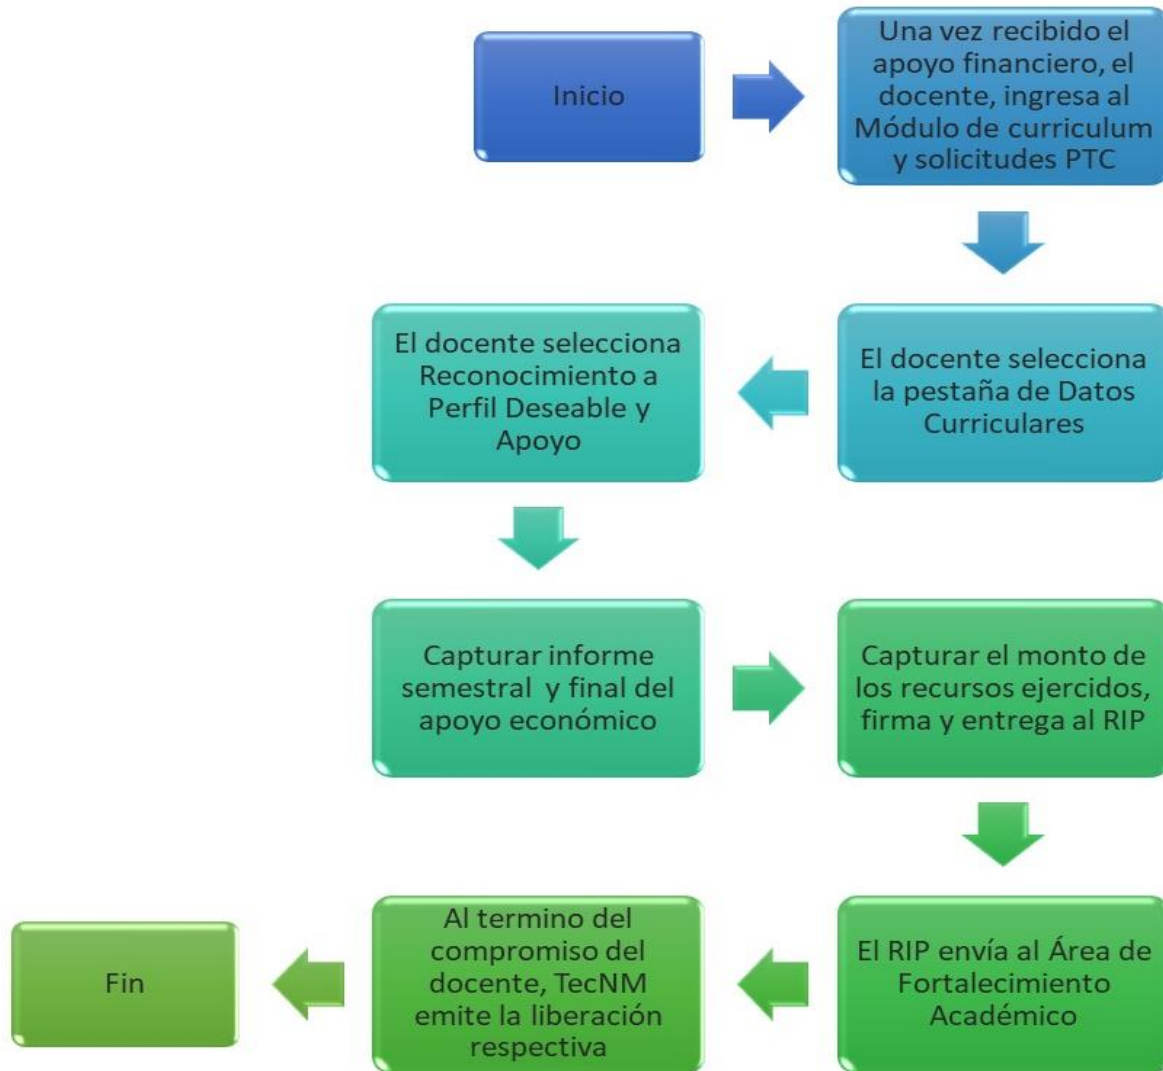 Inicio
Una vez recibido el
apoyo financiero, el
docente, ingresa al
Módulo de curriculum
y solicitudes PTC
El docente selecciona
la pestaña de Datos
Curriculares
El docente selecciona
Reconocimiento a
Perfil Deseable y
Apoyo
Capturar informe
semestral y final del
apoyo económico
Capturar el monto de
los recursos ejercidos,
firma y entrega al RIP
El RIP envía al Área de
Fortalecimiento
Académico
Al termino del
compromiso del
docente, TecNM
emite la liberación
respectiva
Fin